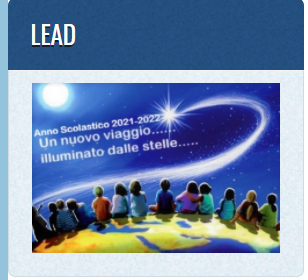 LEAD
Anno Scolastico 2021-2022
Un nuovo viaggio......
illuminato dalle stelle.....